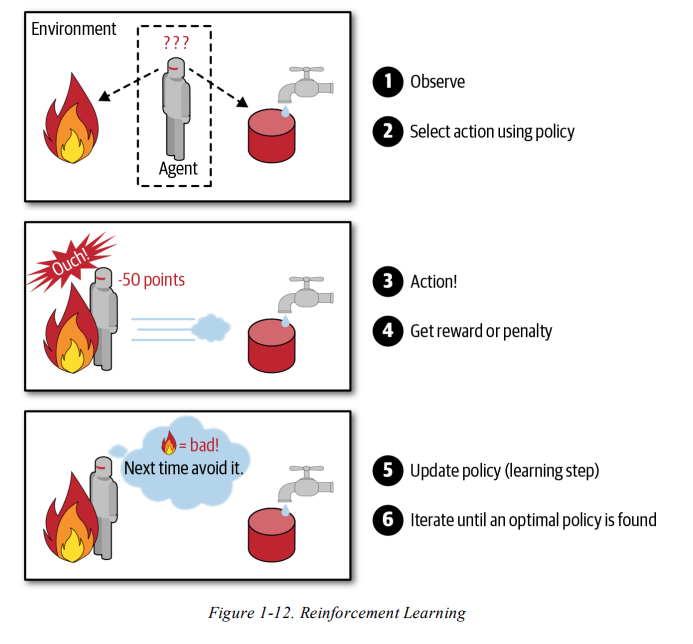 Environment
???
Agent
1 Observe
2 Select action using policy
Ouch!
-50 points
3 Action!
4 Get reward or penalty
= bad!
Next time avoid it.
5 Update policy (learning step)
6 Iterate until an optimal policy is found
Figure 1-12. Reinforcement Learning